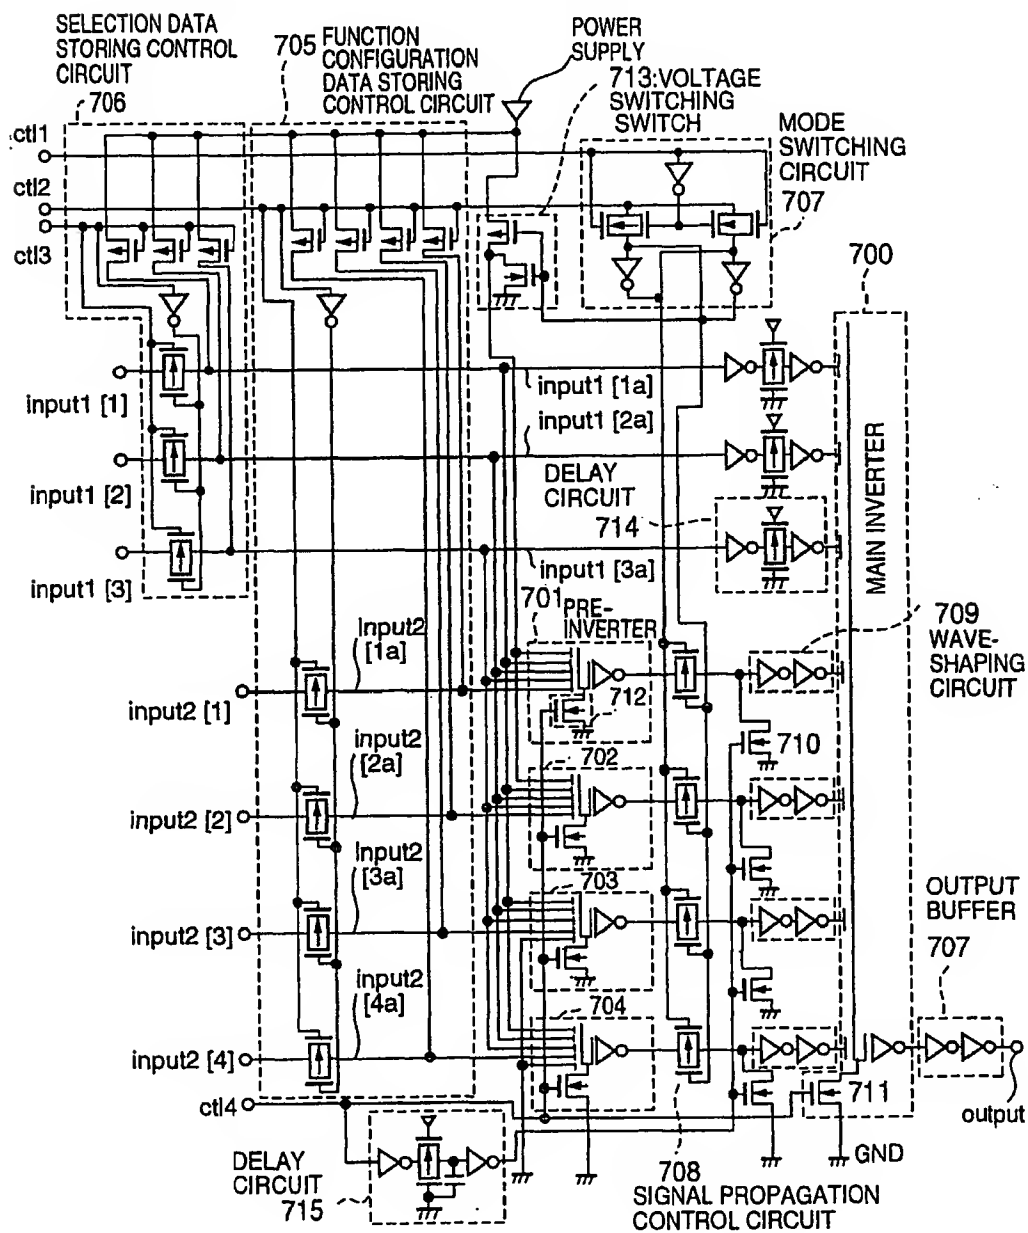 SELECTION DATA
STORING CONTROL
CIRCUIT
706
705 FUNCTION
CONFIGURATION
DATA STORING
CONTROL CIRCUIT
POWER
SUPPLY
713:VOLTAGE
SWITCHING
SWITCH
MODE
SWITCHING
CIRCUIT
707
ctl1
ctl2
ctl3
700
input1 [1]
input1 [1a]
input1 [2a]
input1 [2]
DELAY
CIRCUIT
714
input1 [3]
input1 [3a]
MAIN INVERTER
701 PRE-
INVERTER
709
WAVE-
SHAPING
CIRCUIT
Input2
[1a]
input2 [1]
712
710
input2
[2a]
702
input2 [2]
Input2
[3a]
703
input2 [3]
OUTPUT
BUFFER
707
input2
[4a]
704
input2 [4]
711
output
ctl4
GND
DELAY
CIRCUIT
715
708
SIGNAL PROPAGATION
CONTROL CIRCUIT